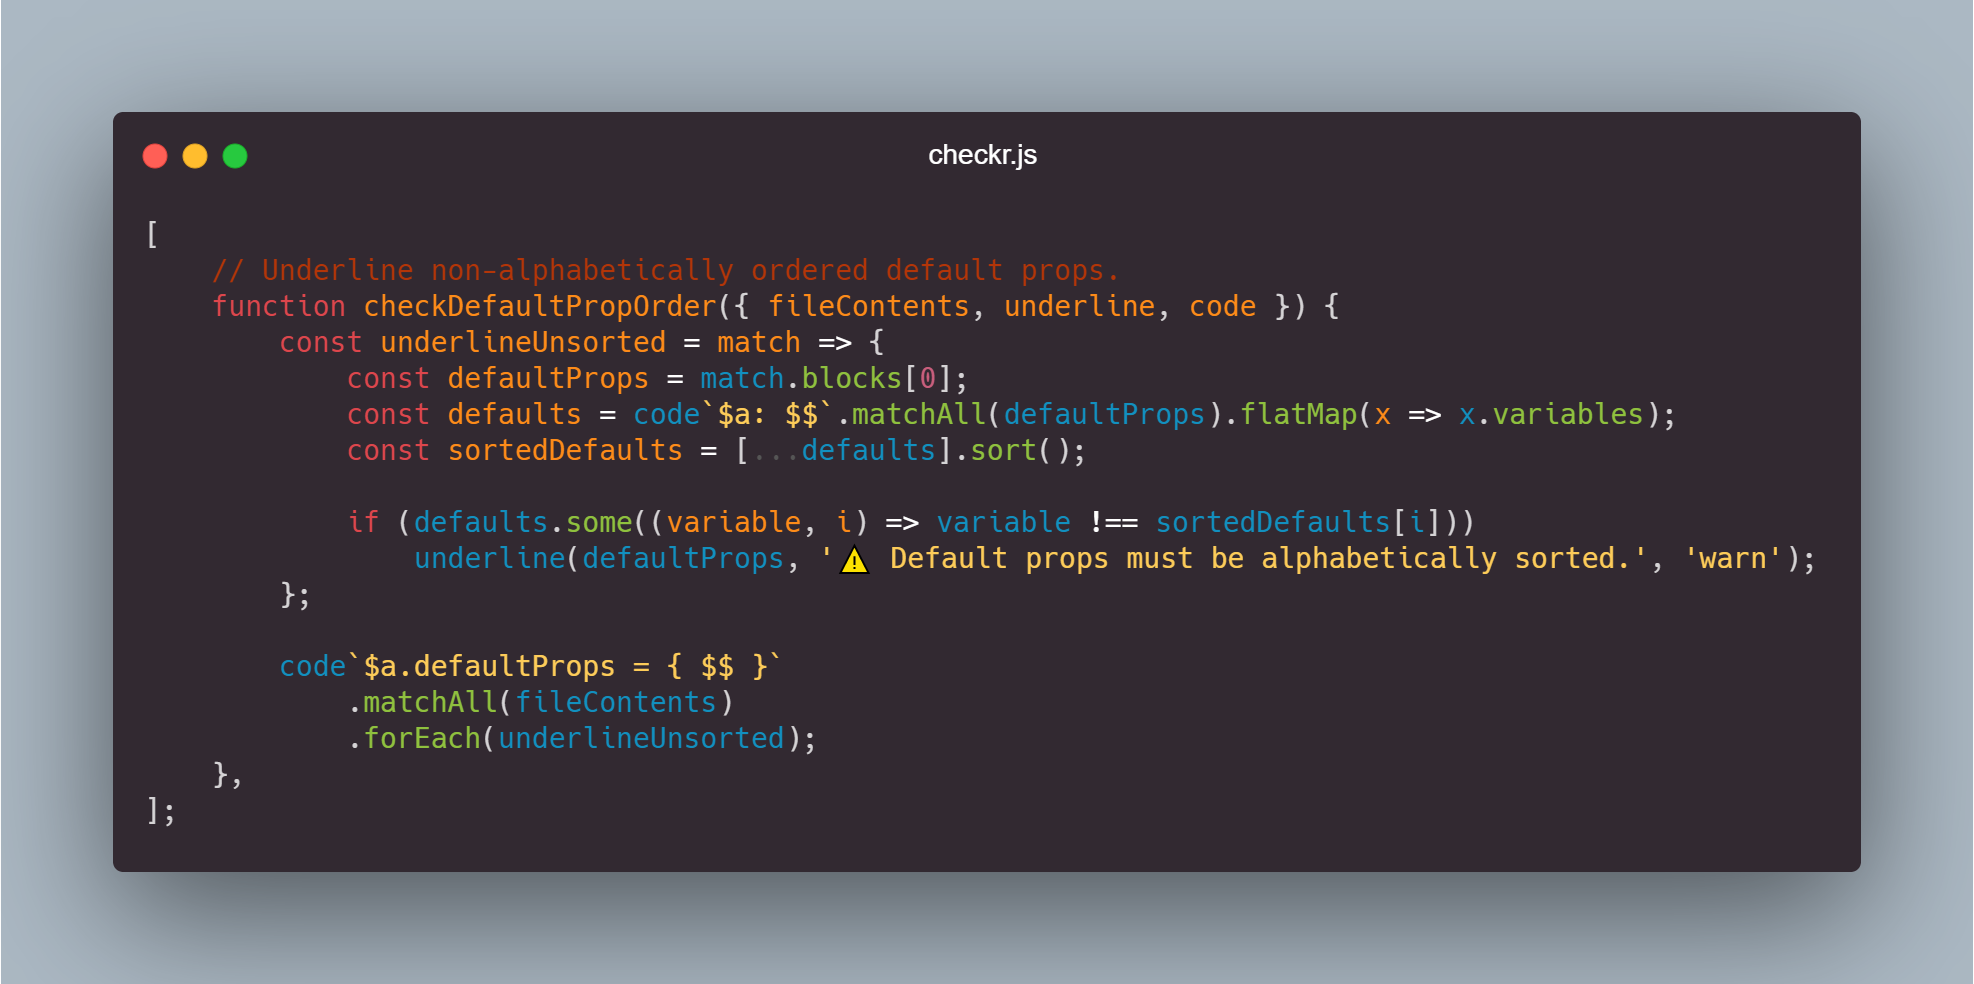 checkr.js
[
    // Underline non-alphabetically ordered default props.
    function checkDefaultPropOrder({ fileContents, underline, code }) {
        const underlineUnsorted = match => {
            const defaultProps = match.blocks[0];
            const defaults = code`$a: $$`.matchAll(defaultProps).flatMap(x => x.variables);
            const sortedDefaults = [...defaults].sort();

            if (defaults.some((variable, i) => variable !== sortedDefaults[i]))
                underline(defaultProps, '⚠️ Default props must be alphabetically sorted.', 'warn');
        };

        code`$a.defaultProps = { $$ }`
            .matchAll(fileContents)
            .forEach(underlineUnsorted);
    },
];